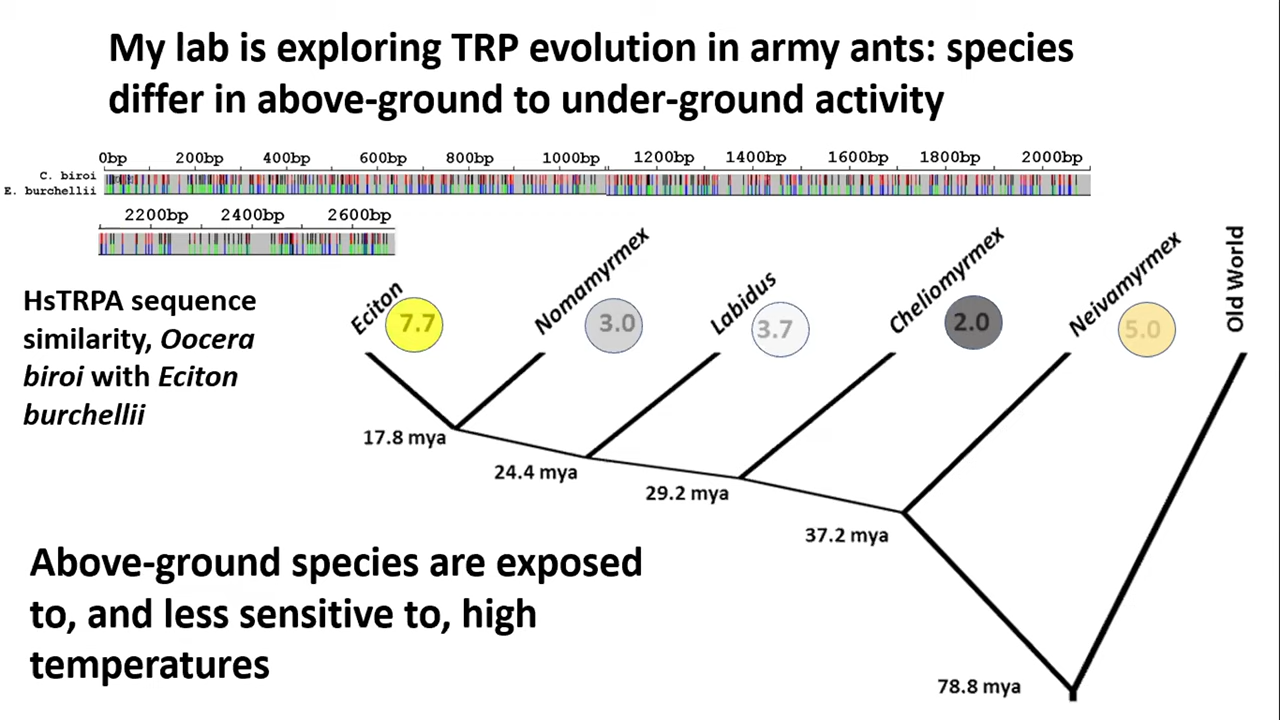 My lab is exploring TRP evolution in army ants: species
differ in above-ground to under-ground activity
0bp 200bp 400bp 600bp 800bp 1000bp 1200bp 1400bp 1600bp 1800bp 2000bp
C. biroi
E. burchellii
2200bp 2400bp 2600bp
HsTRPA sequence
similarity, Oocera
biroi with Eciton
burchellii
Eciton
7.7
Nomamyrmex
3.0
Labidus
3.7
Cheliomyrmex
2.0
Neivamyrmex
5.0
Old World
17.8 mya
24.4 mya
29.2 mya
37.2 mya
78.8 mya
Above-ground species are exposed
to, and less sensitive to, high
temperatures